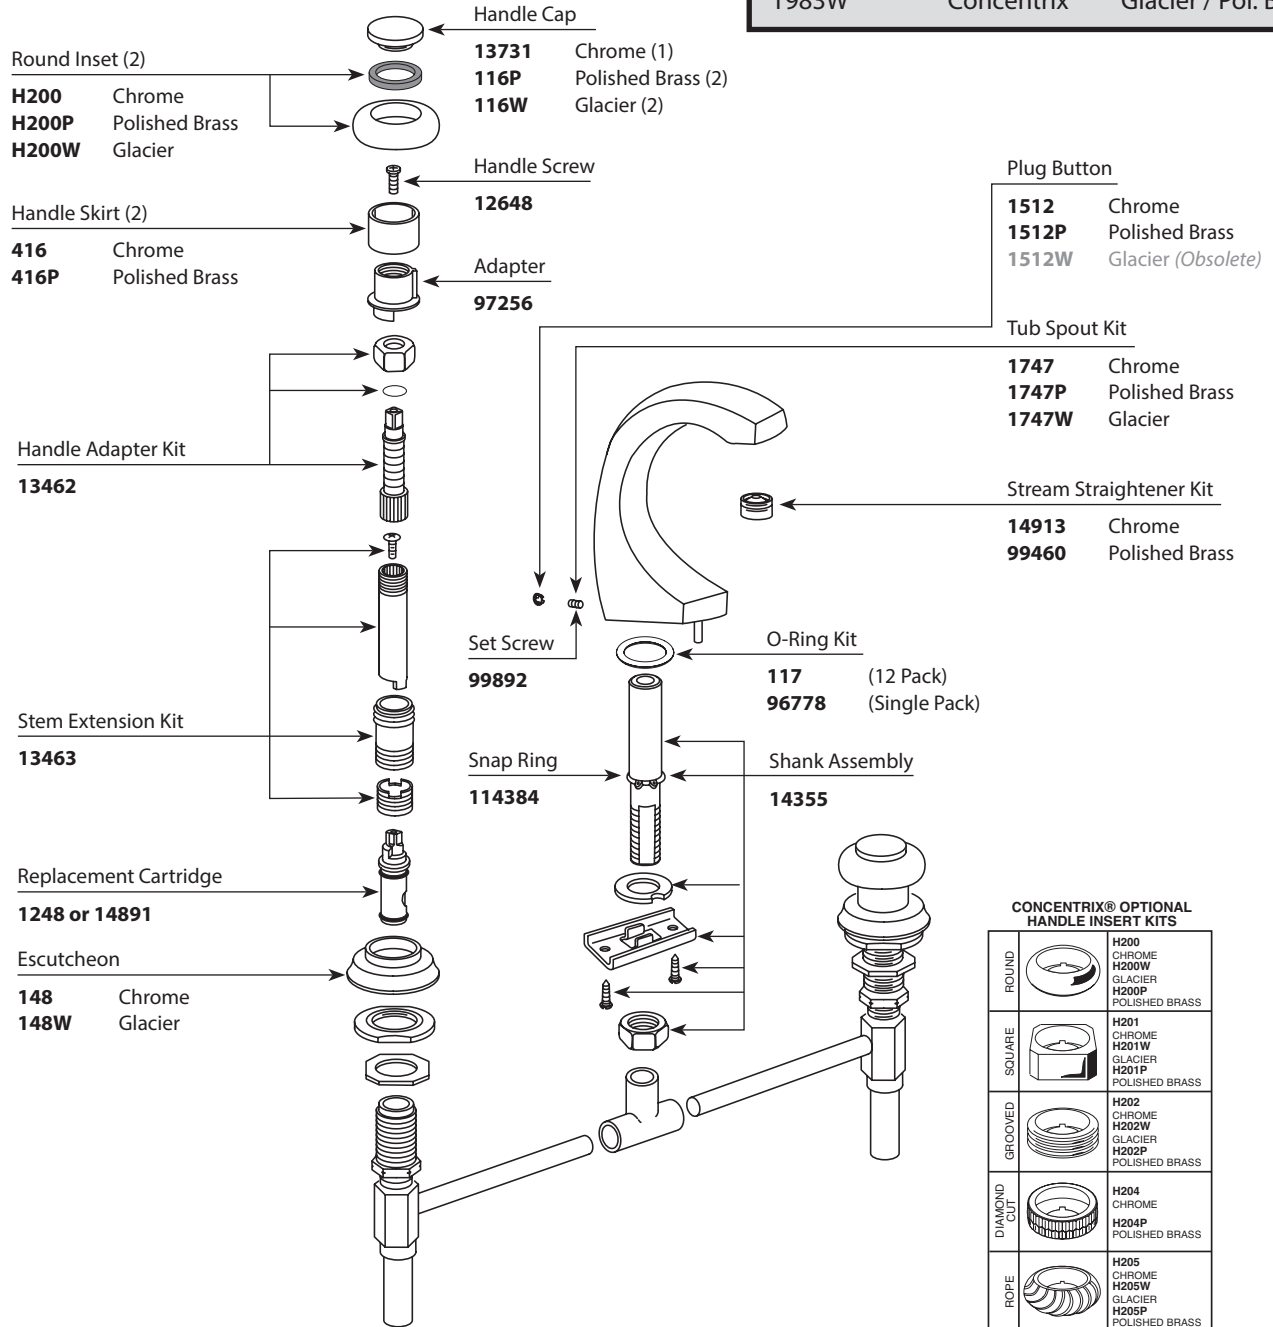 1983W Concentrix Glacier / Pol.
Handle Cap
13731 Chrome (1)
116P Polished Brass (2)
116W Glacier (2)
Round Inset (2)
H200 Chrome
H200P Polished Brass
H200W Glacier
Handle Screw
12648
Handle Skirt (2)
416 Chrome
416P Polished Brass
Adapter
97256
Plug Button
1512 Chrome
1512P Polished Brass
1512W Glacier (Obsolete)
Tub Spout Kit
1747 Chrome
1747P Polished Brass
1747W Glacier
Handle Adapter Kit
13462
Stream Straightener Kit
14913 Chrome
99460 Polished Brass
Set Screw
99892
O-Ring Kit
117 (12 Pack)
96778 (Single Pack)
Stem Extension Kit
13463
Snap Ring
114384
Shank Assembly
14355
Replacement Cartridge
1248 or 14891
Escutcheon
148 Chrome
148W Glacier
CONCENTRIX® OPTIONAL
HANDLE INSERT KITS
ROUND
H200
CHROME
H200W
GLACIER
H200P
POLISHED BRASS
SQUARE
H201
CHROME
H201W
GLACIER
H201P
POLISHED BRASS
GROOVED
H202
CHROME
H202W
GLACIER
H202P
POLISHED BRASS
DIAMOND
CUT
H204
CHROME
H204P
POLISHED BRASS
ROPE
H205
CHROME
H205W
GLACIER
H205P
POLISHED BRASS